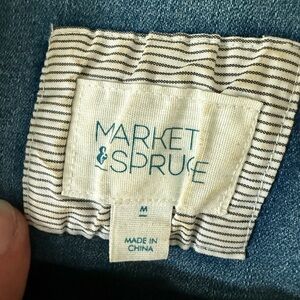 MARKET
& SPRUCE
M
MADE IN
CHINA